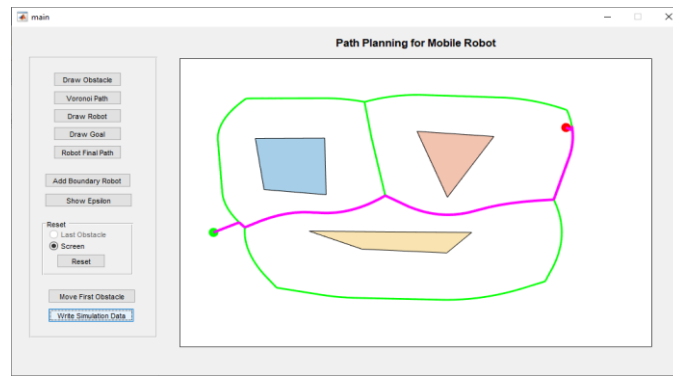 main
Path Planning for Mobile Robot
Draw Obstacle
Voronoi Path
Draw Robot
Draw Goal
Robot Final Path
Add Boundary Robot
Show Epsilon
Reset
Last Obstacle
Screen
Reset
Move First Obstacle
Write Simulation Data